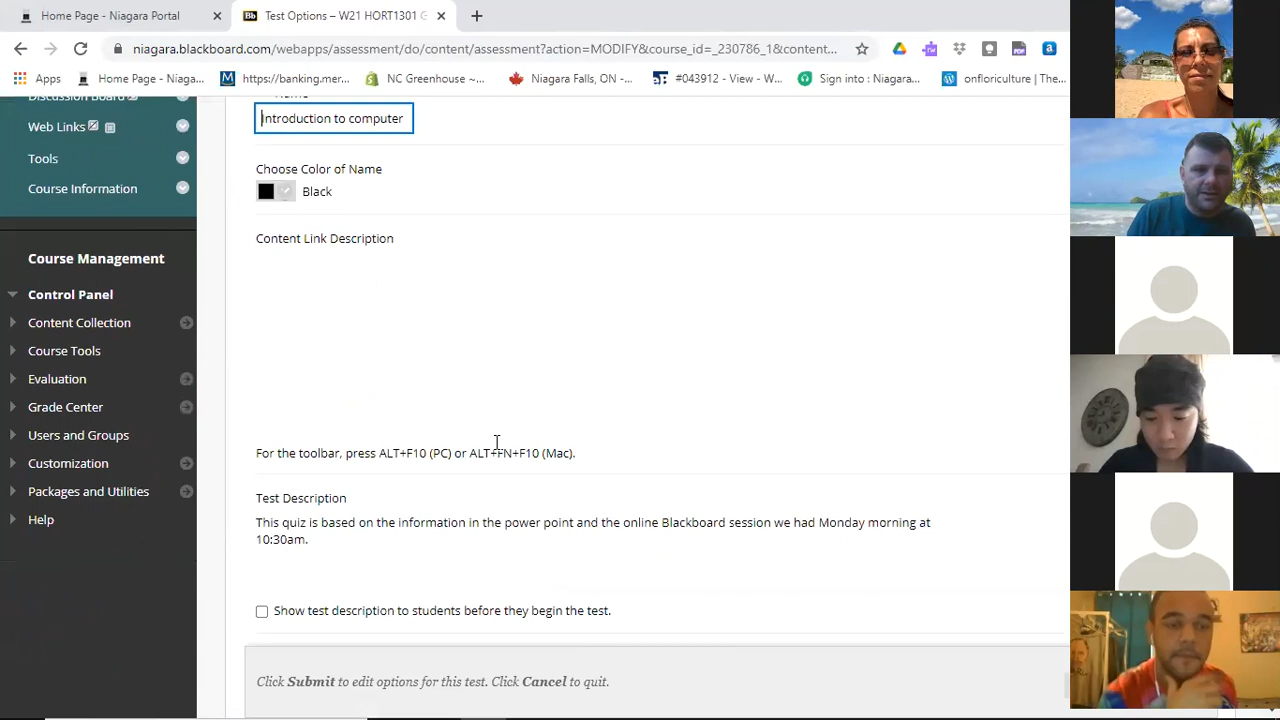 Home Page - Niagara Portal
Bb Test Options – W21 HORT1301 G
niagara.blackboard.com/webapps/assessment/do/content/assessment?action=MODIFY&course_id=_230786_1&content...
Apps
Home Page - Niaga...
https://banking.mer...
NC Greenhouse -...
Niagara Falls, ON -...
#043912 - View - W...
Sign into : Niagara...
onfloriculture | The...
Discussion Board
Web Links
Tools
Course Information
Course Management
Control Panel
Content Collection
Course Tools
Evaluation
Grade Center
Users and Groups
Customization
Packages and Utilities
Help
Name
Introduction to computer
Choose Color of Name
Black
Content Link Description
For the toolbar, press ALT+F10 (PC) or ALT+FN+F10 (Mac).
Test Description
This quiz is based on the information in the power point and the online Blackboard session we had Monday morning at
10:30am.
Show test description to students before they begin the test.
Click Submit to edit options for this test. Click Cancel to quit.